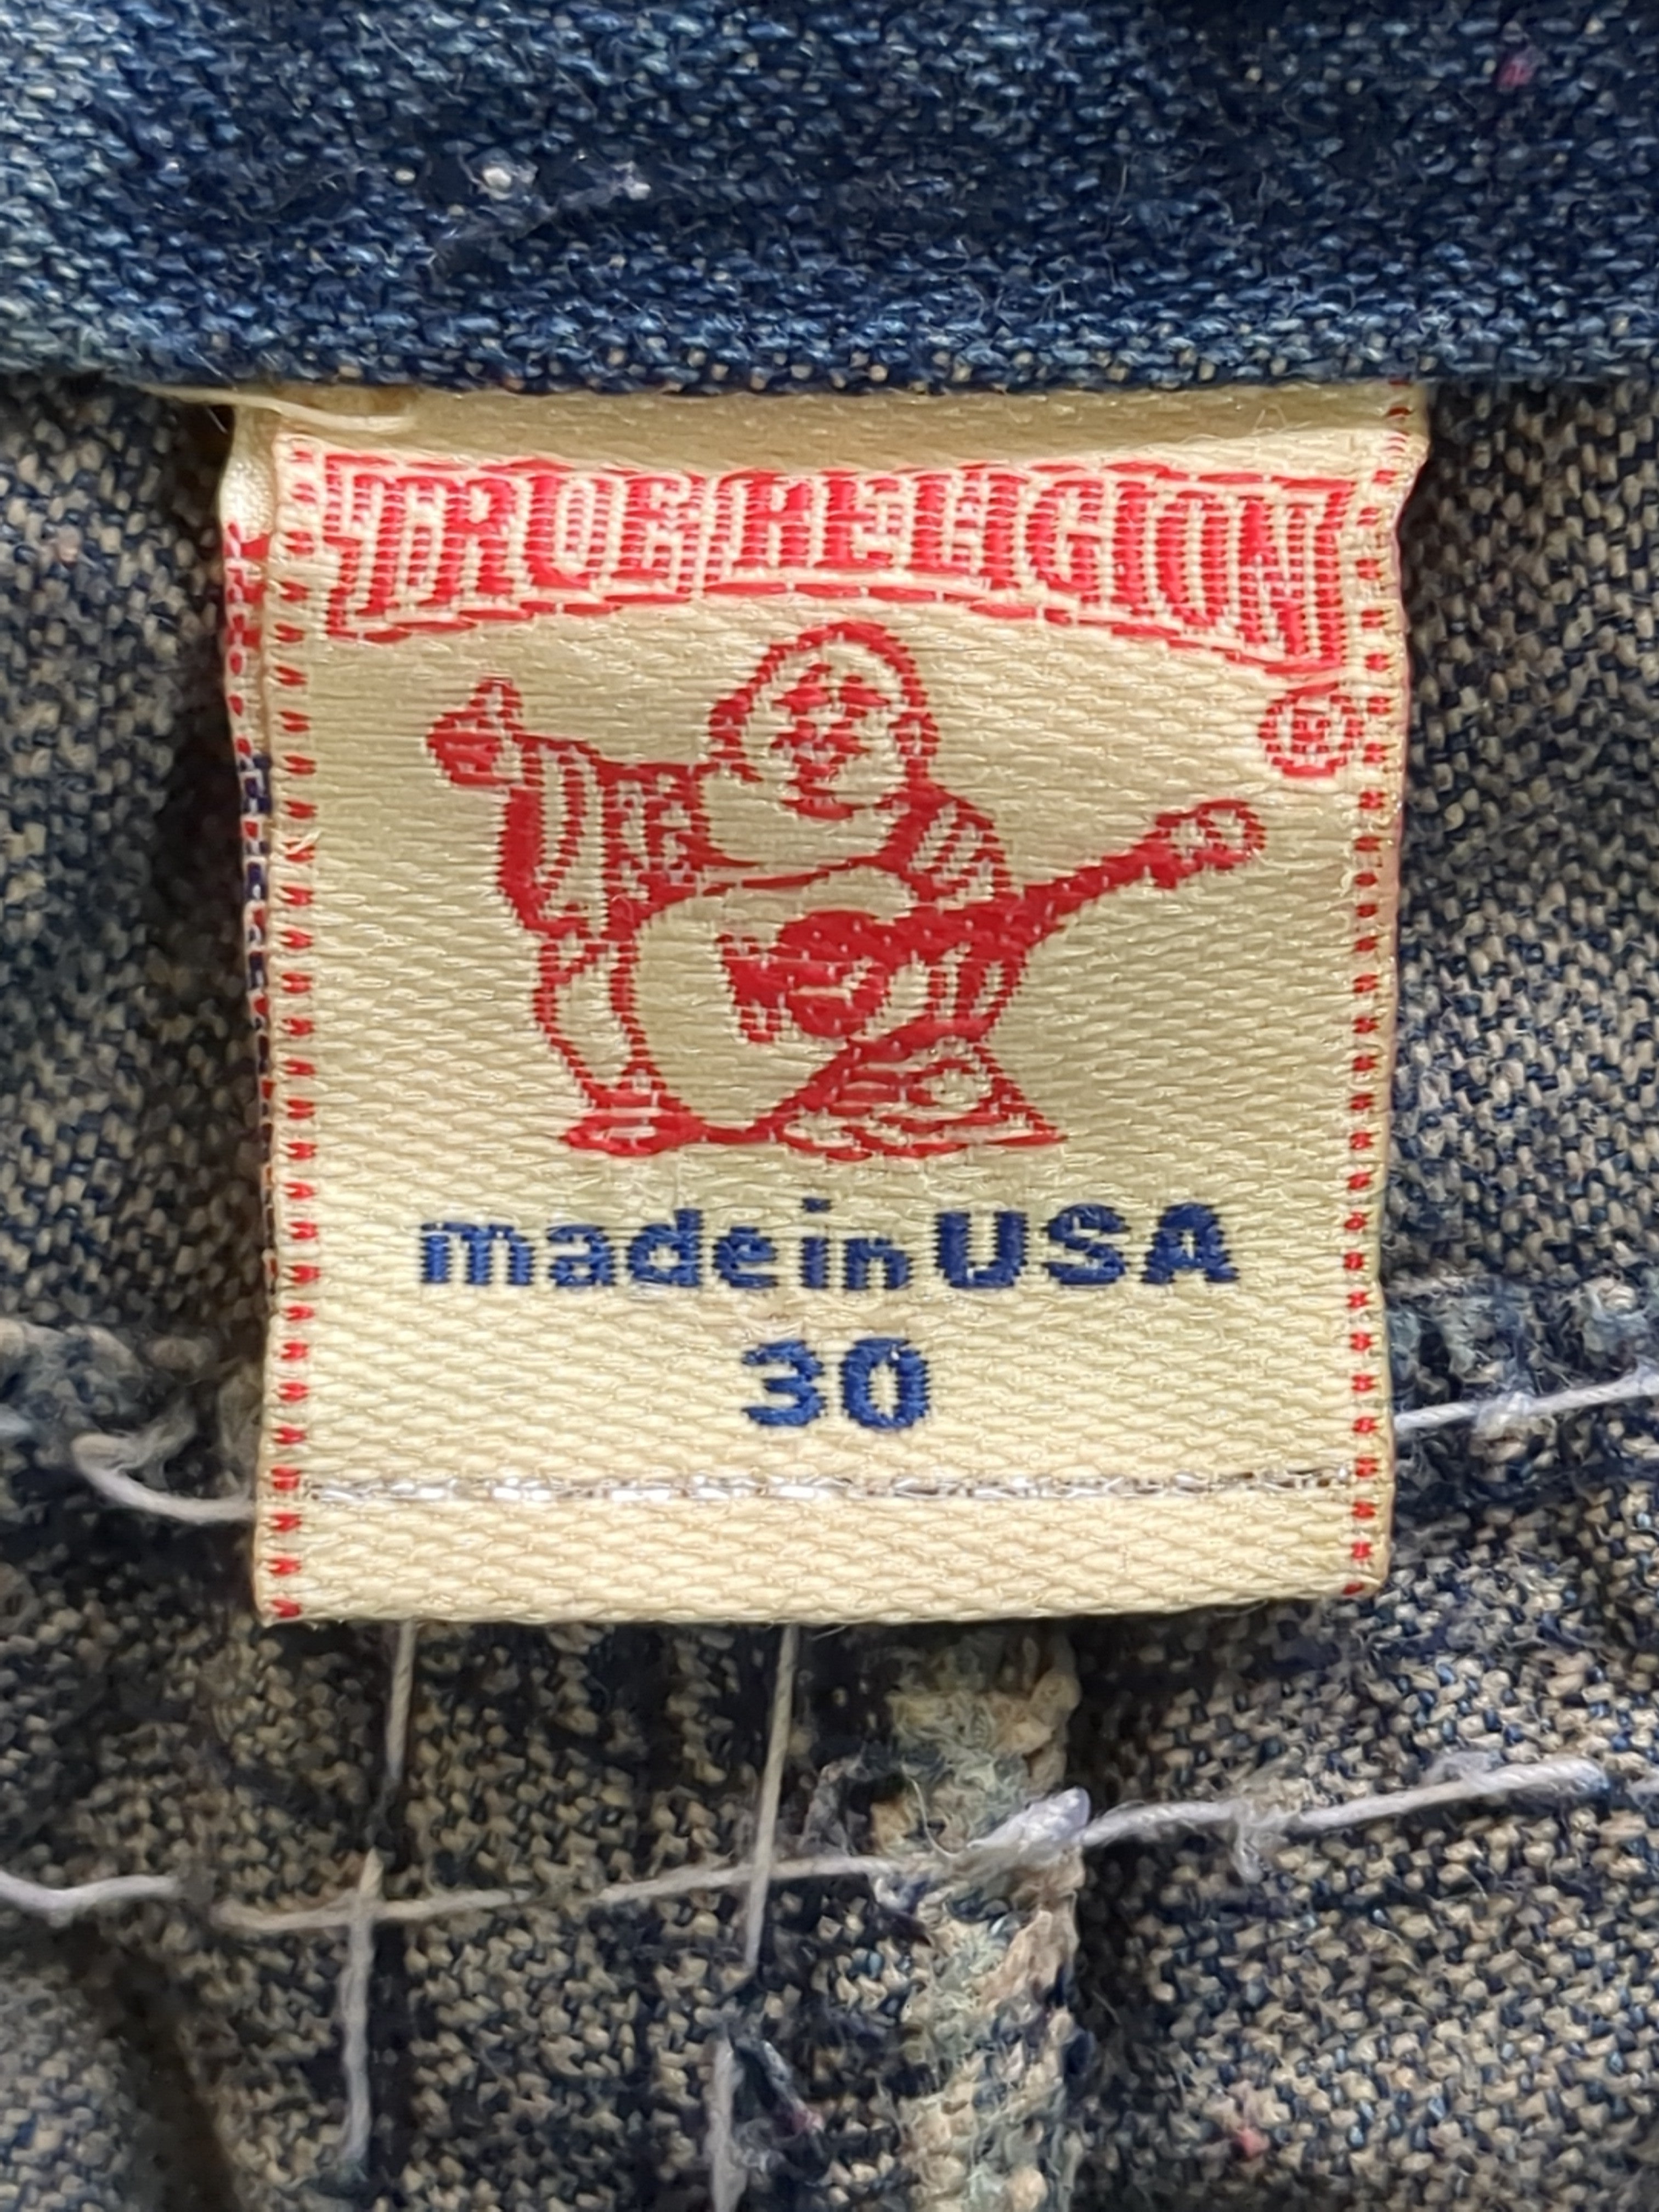 TRUE RELIGION
®
made in USA
30